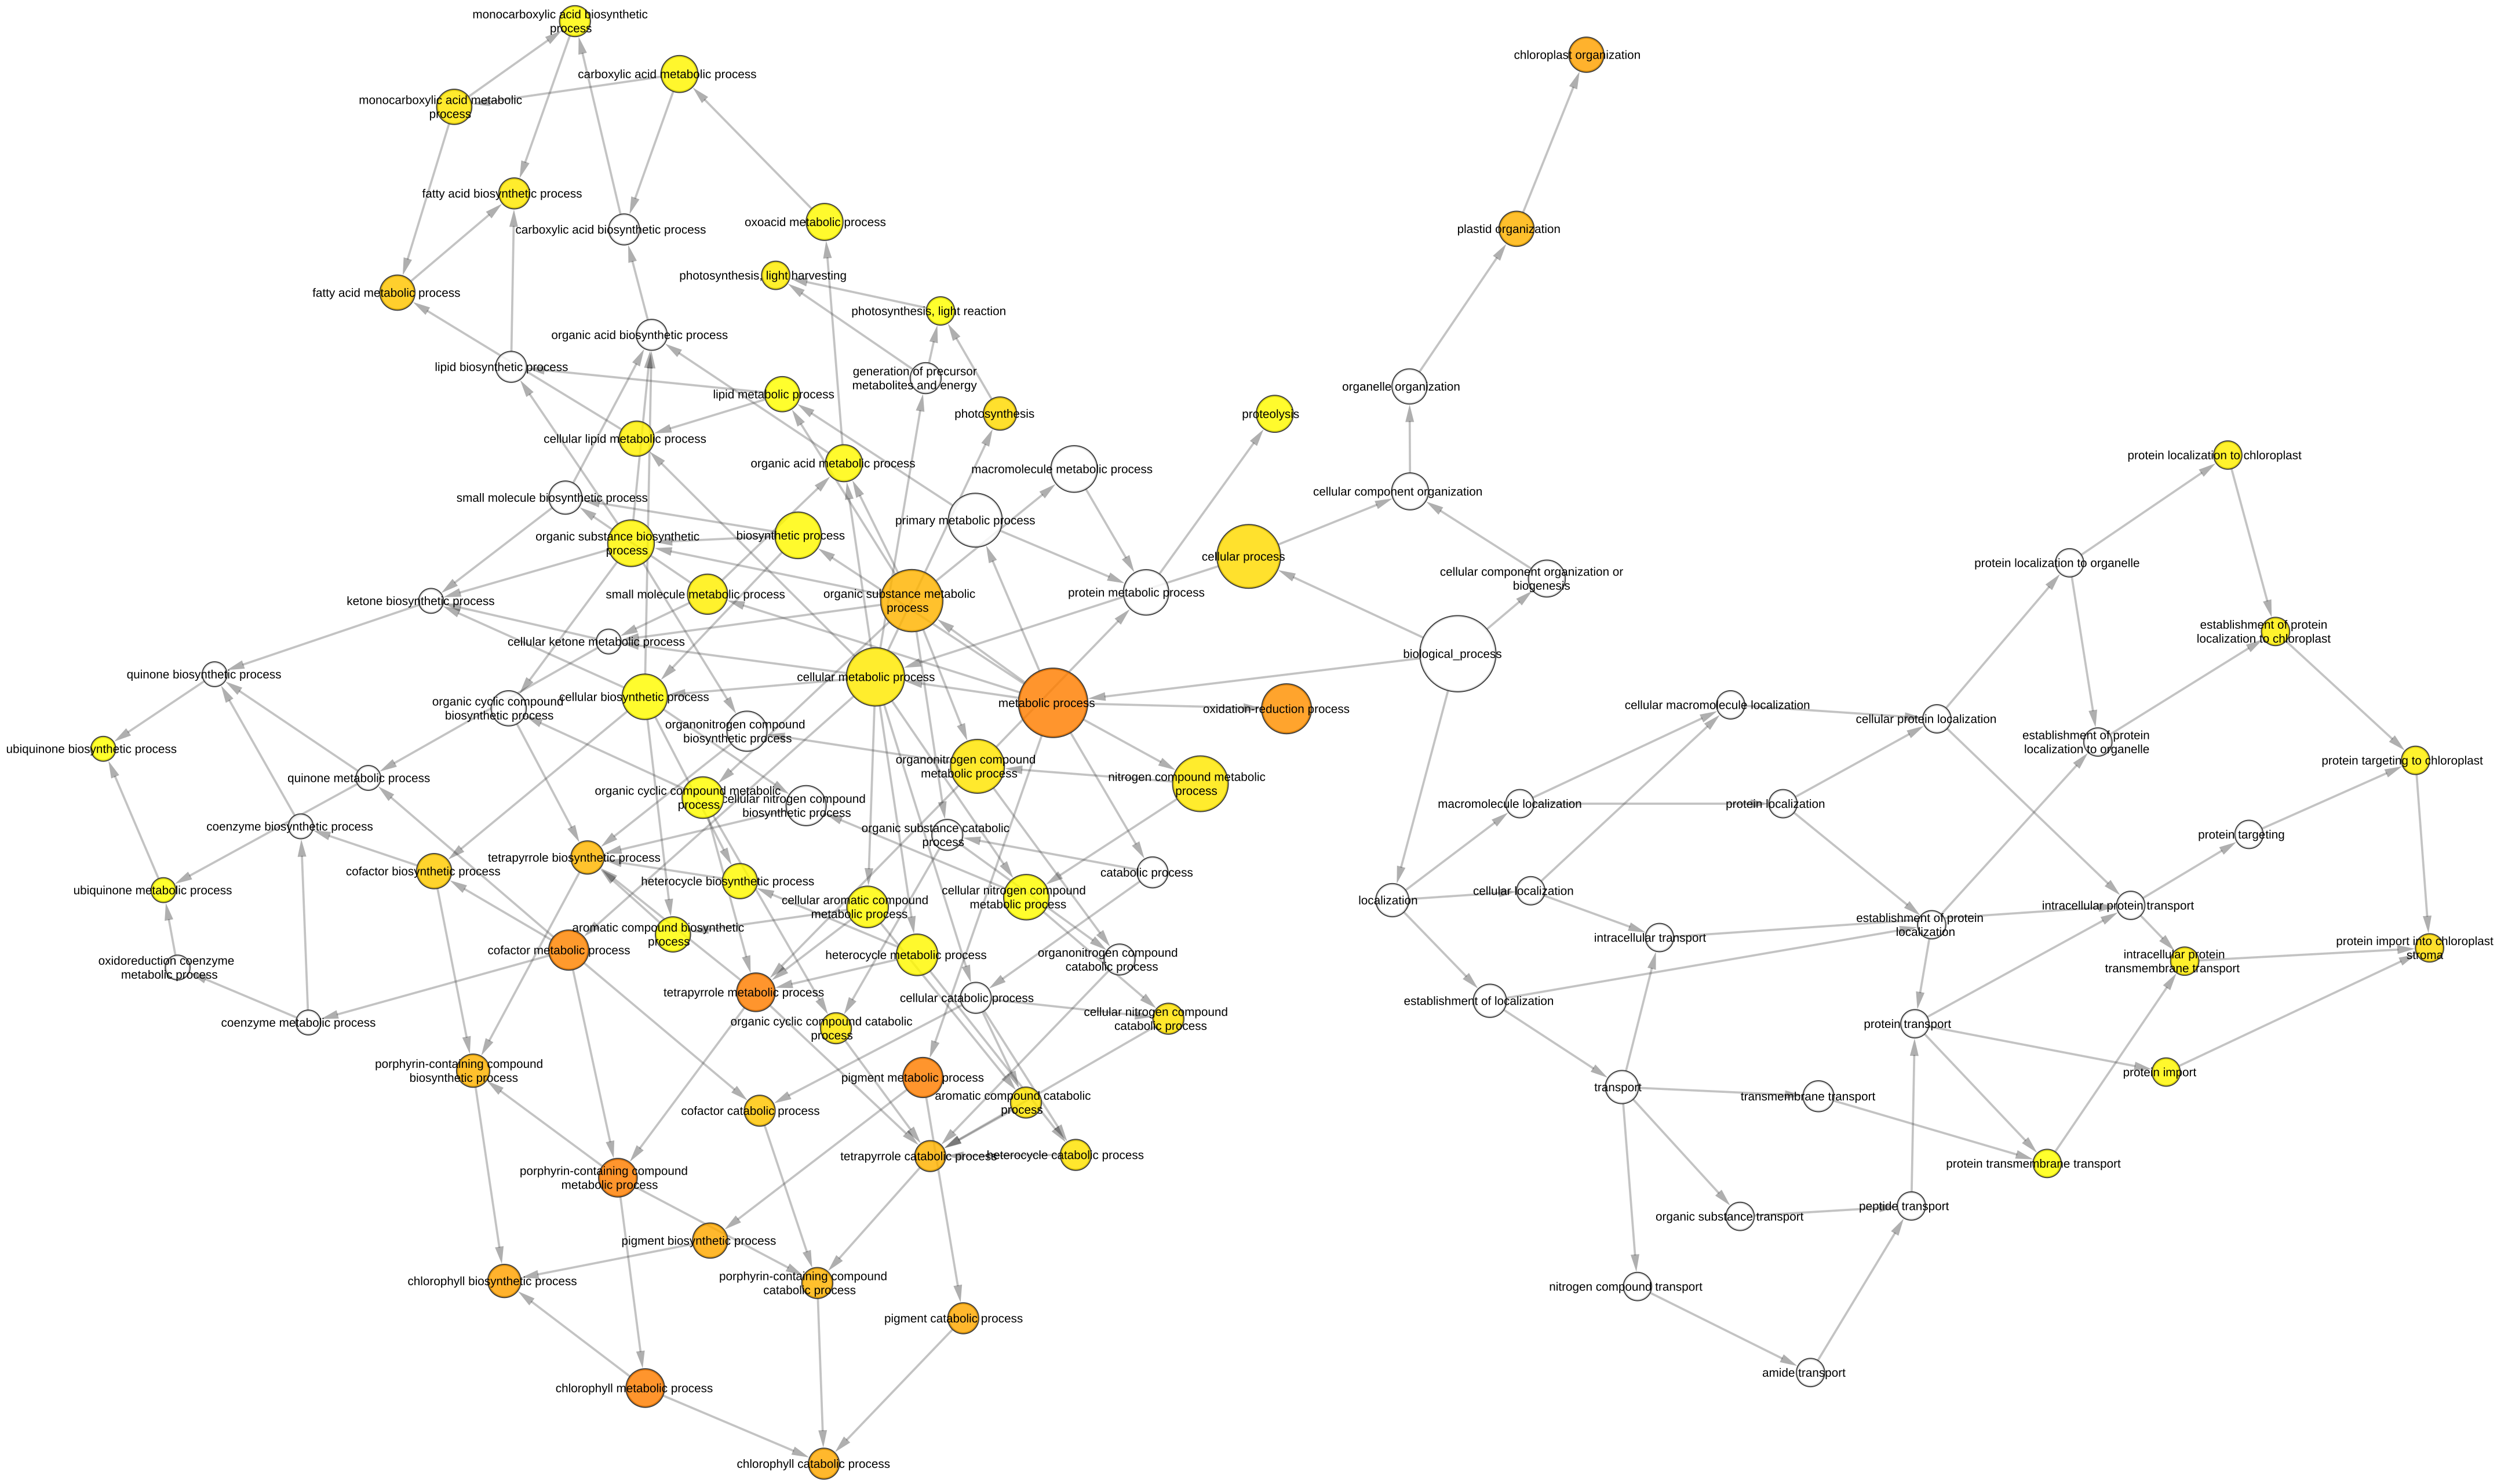 monocarboxylic acid biosynthetic
process
chloroplast organization
carboxylic acid metabolic process
monocarboxylic acid metabolic
process
fatty acid biosynthetic process
oxoacid metabolic process
carboxylic acid biosynthetic process
plastid organization
photosynthesis, light harvesting
fatty acid metabolic process
photosynthesis, light reaction
organic acid biosynthetic process
lipid biosynthetic process
generation of precursor
metabolites and energy
organelle organization
lipid metabolic process
photosynthesis
proteolysis
cellular lipid metabolic process
protein localization to chloroplast
organic acid metabolic process
macromolecule metabolic process
cellular component organization
small molecule biosynthetic process
primary metabolic process
organic substance biosynthetic
process
biosynthetic process
cellular process
protein localization to organelle
cellular component organization or
biogenesis
small molecule metabolic process
organic substance metabolic
process
protein metabolic process
ketone biosynthetic process
establishment of protein
localization to chloroplast
cellular ketone metabolic process
biological_process
quinone biosynthetic process
cellular metabolic process
organic cyclic compound
biosynthetic process
cellular biosynthetic process
metabolic process
oxidation-reduction process
cellular macromolecule localization
cellular protein localization
organonitrogen compound
biosynthetic process
ubiquinone biosynthetic process
establishment of protein
localization to organelle
organonitrogen compound
metabolic process
protein targeting to chloroplast
quinone metabolic process
nitrogen compound metabolic
process
organic cyclic compound metabolic
process
cellular nitrogen compound
biosynthetic process
macromolecule localization
protein localization
coenzyme biosynthetic process
organic substance catabolic
process
protein targeting
tetrapyrrole biosynthetic process
cofactor biosynthetic process
catabolic process
heterocycle biosynthetic process
ubiquinone metabolic process
cellular aromatic compound
metabolic process
cellular nitrogen compound
metabolic process
localization
cellular localization
intracellular protein transport
establishment of protein
localization
aromatic compound biosynthetic
process
intracellular transport
cofactor metabolic process
heterocycle metabolic process
organonitrogen compound
catabolic process
protein import into chloroplast
stroma
oxidoreduction coenzyme
metabolic process
intracellular protein
transmembrane transport
tetrapyrrole metabolic process
cellular catabolic process
establishment of localization
coenzyme metabolic process
organic cyclic compound catabolic
process
cellular nitrogen compound
catabolic process
protein transport
porphyrin-containing compound
biosynthetic process
pigment metabolic process
protein import
transport
transmembrane transport
aromatic compound catabolic
process
cofactor catabolic process
tetrapyrrole catabolic process
heterocycle catabolic process
protein transmembrane transport
porphyrin-containing compound
metabolic process
peptide transport
organic substance transport
pigment biosynthetic process
chlorophyll biosynthetic process
porphyrin-containing compound
catabolic process
nitrogen compound transport
pigment catabolic process
amide transport
chlorophyll metabolic process
chlorophyll catabolic process